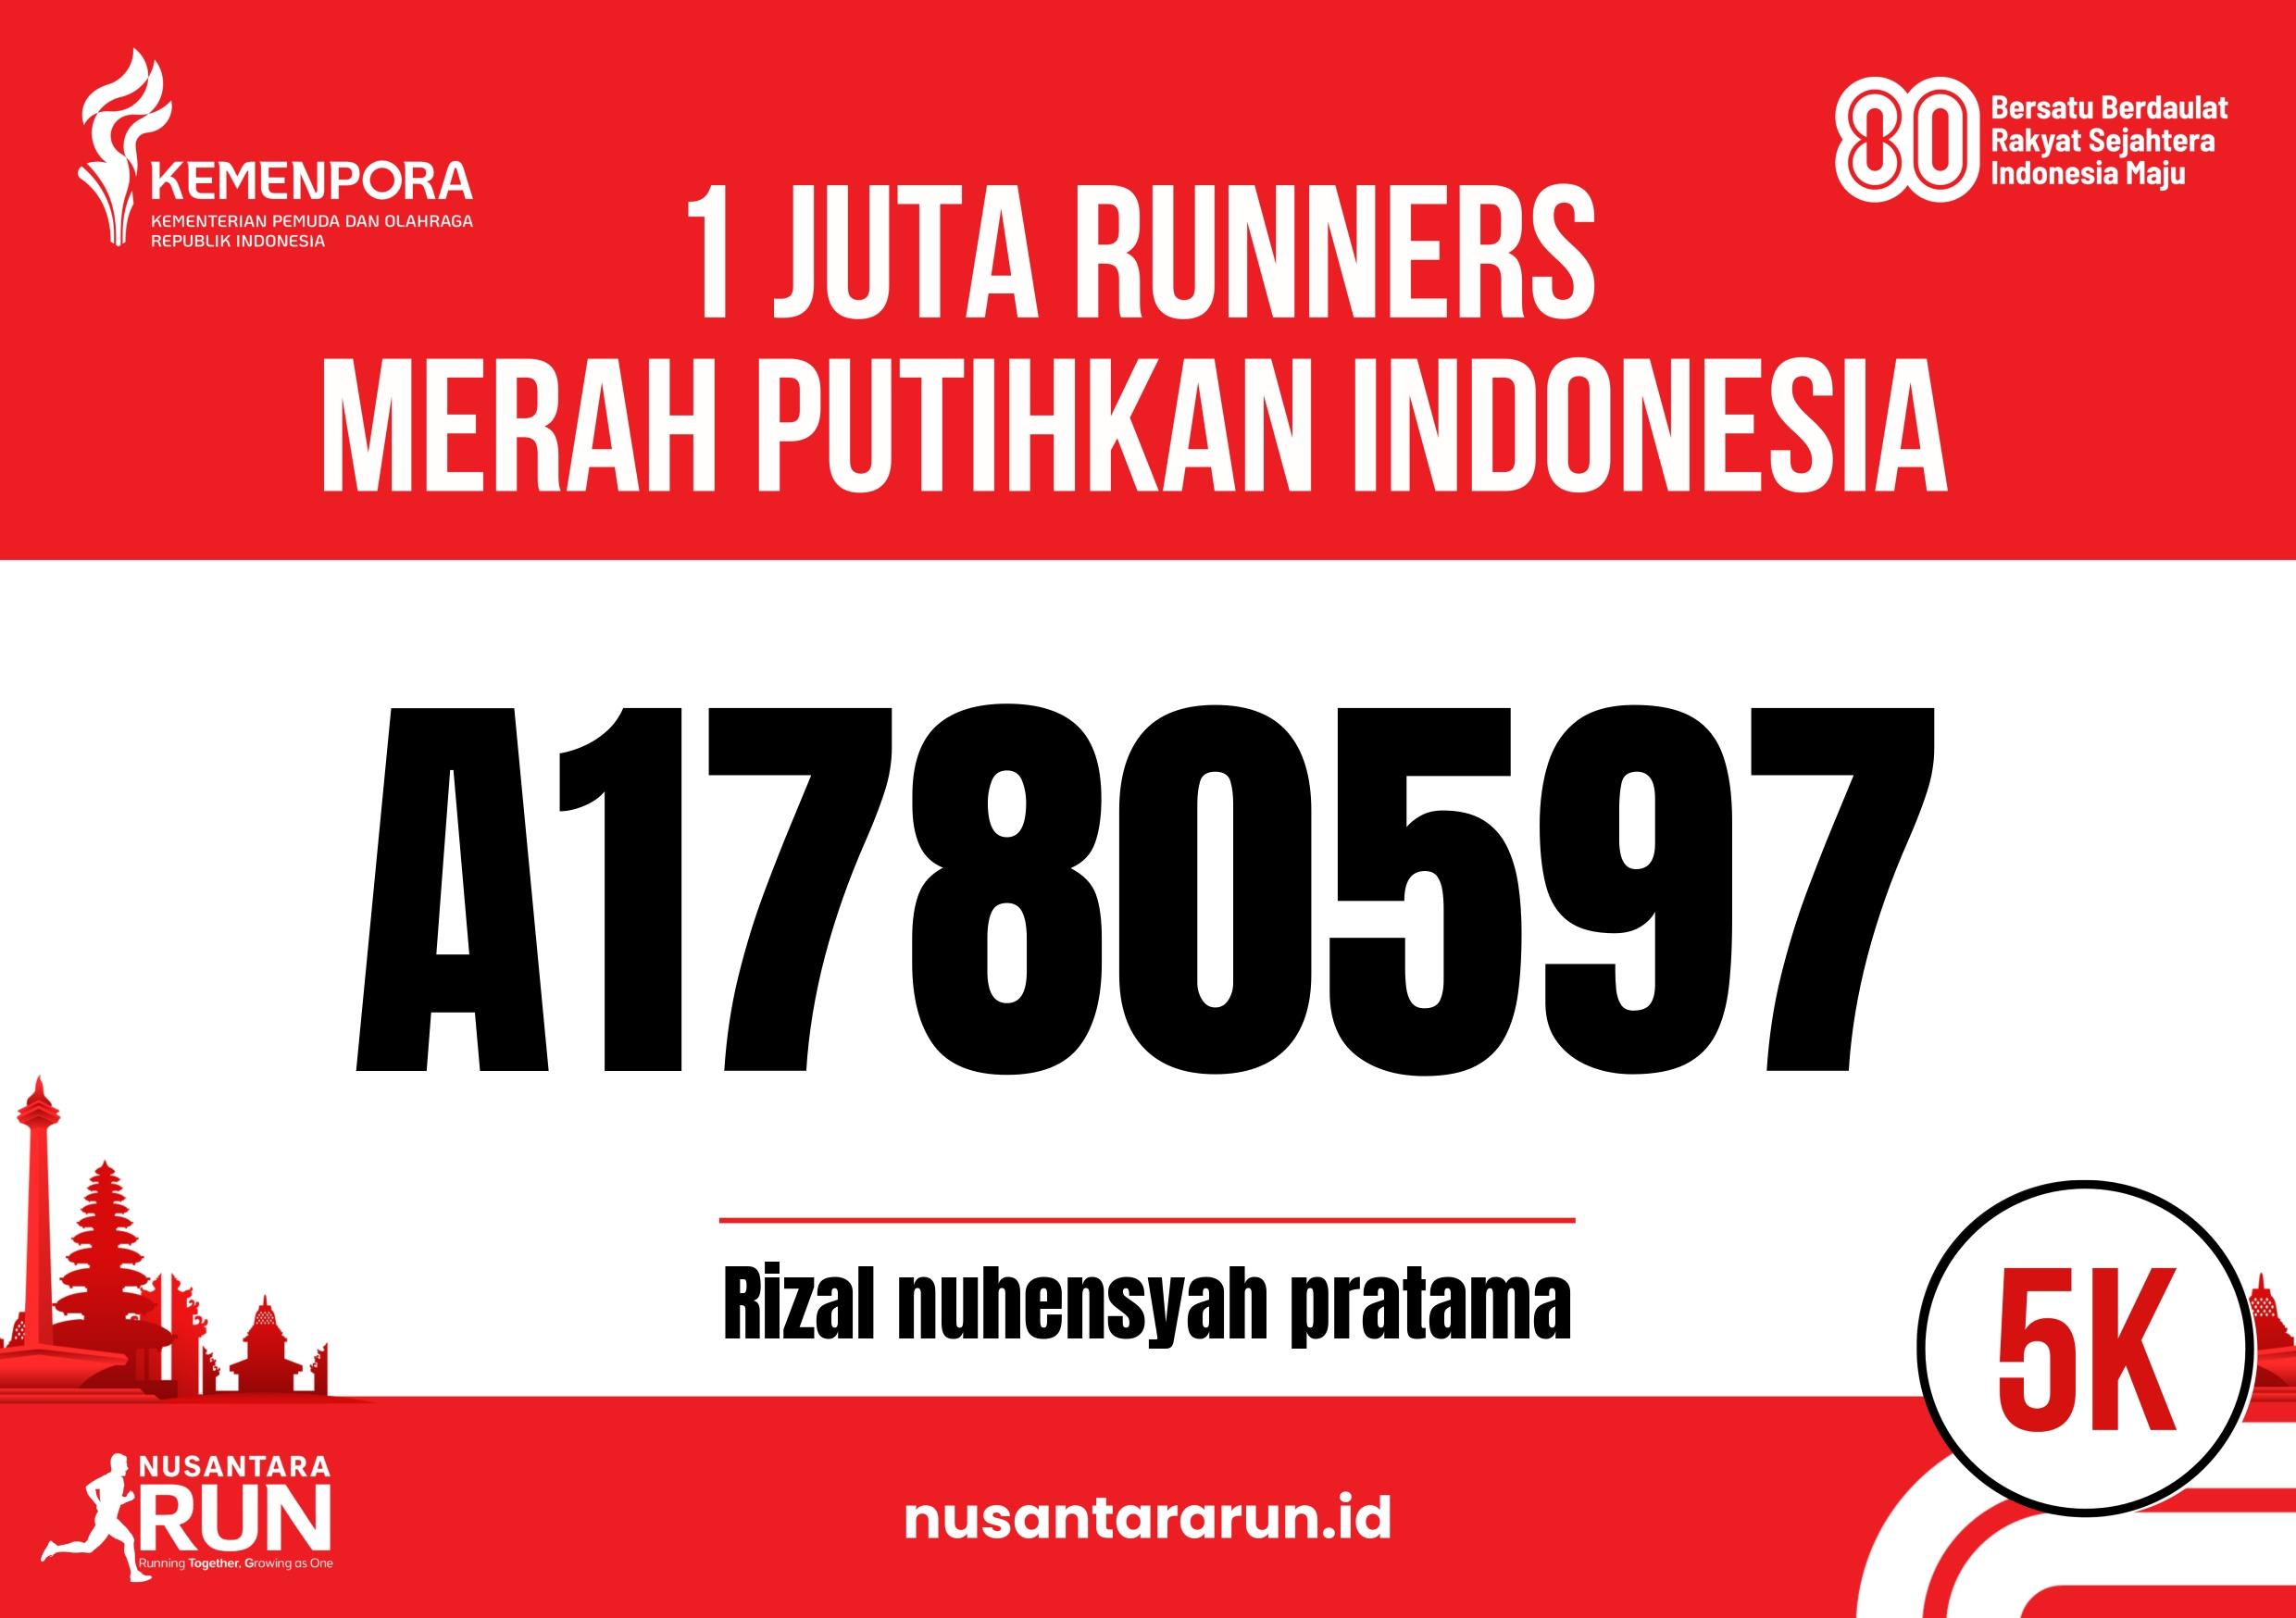 KEMENPORA
KEMENTERIAN PEMUDA DAN OLAHRAGA
REPUBLIK INDONESIA
80
Bersatu Berdaulat
Rakyat Sejahtera
Indonesia Maju
1 JUTA RUNNERS
MERAH PUTIHKAN INDONESIA
A1780597
Rizal nuhensyah pratama
5K
NUSANTARA
RUN
Running Together, Growing as One
nusantararun.id